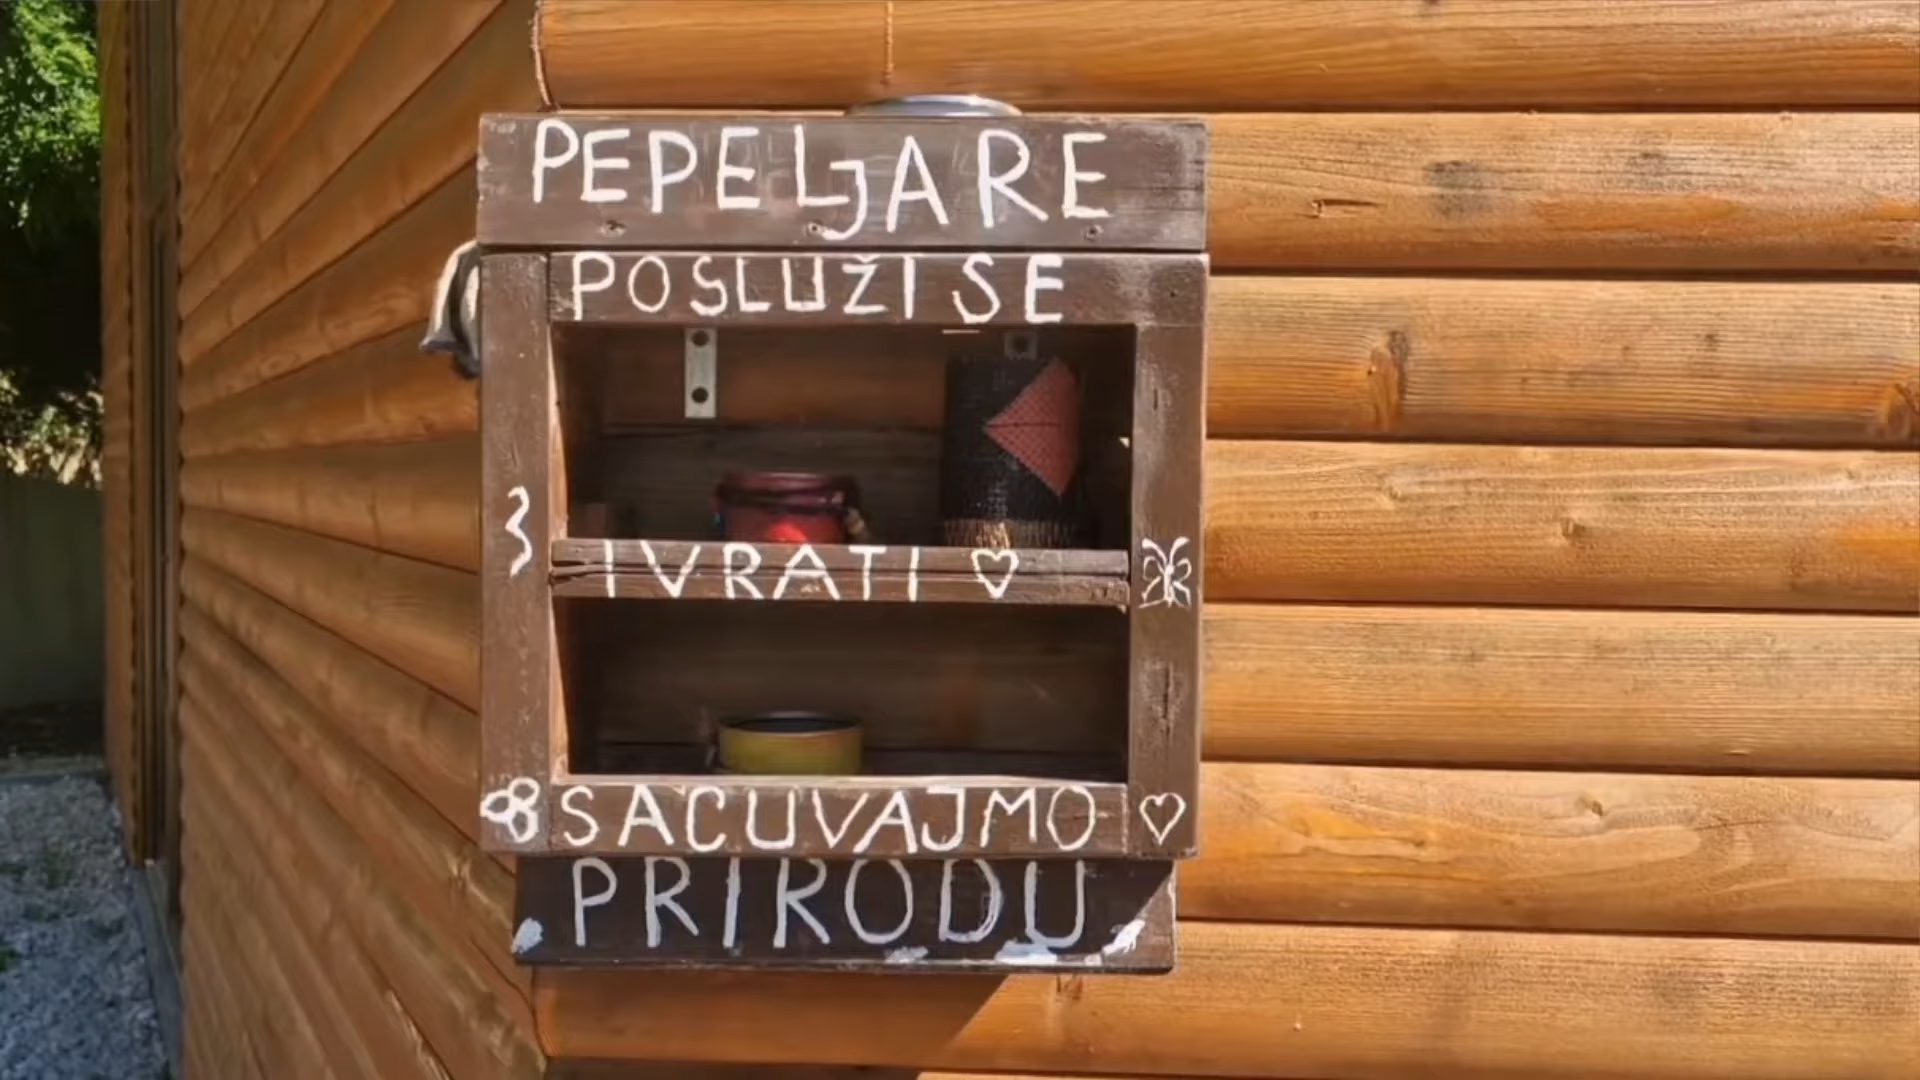 PEPELJARE
POSLUŽI SE
I VRATI ♡
SACUVAJMO ♡
PRIRODU